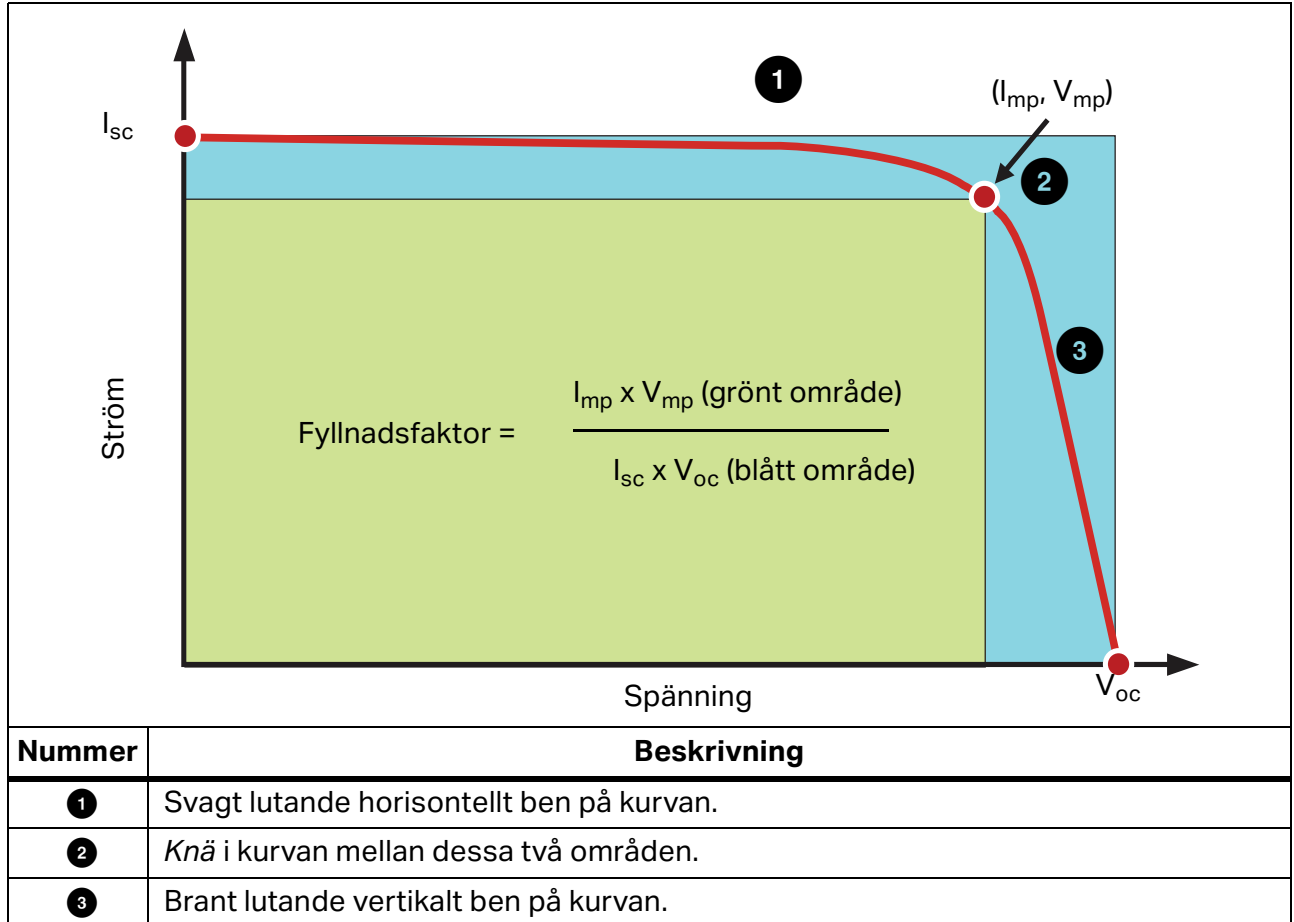 1
(Imp, Vmp)
Isc
2
3
Ström
Imp x Vmp (grönt område)
Fyllnadsfaktor =
Isc x Voc (blått område)
Spänning
Voc
Nummer Beskrivning
1 Svagt lutande horisontellt ben på kurvan.
2 Knä i kurvan mellan dessa två områden.
3 Brant lutande vertikalt ben på kurvan.